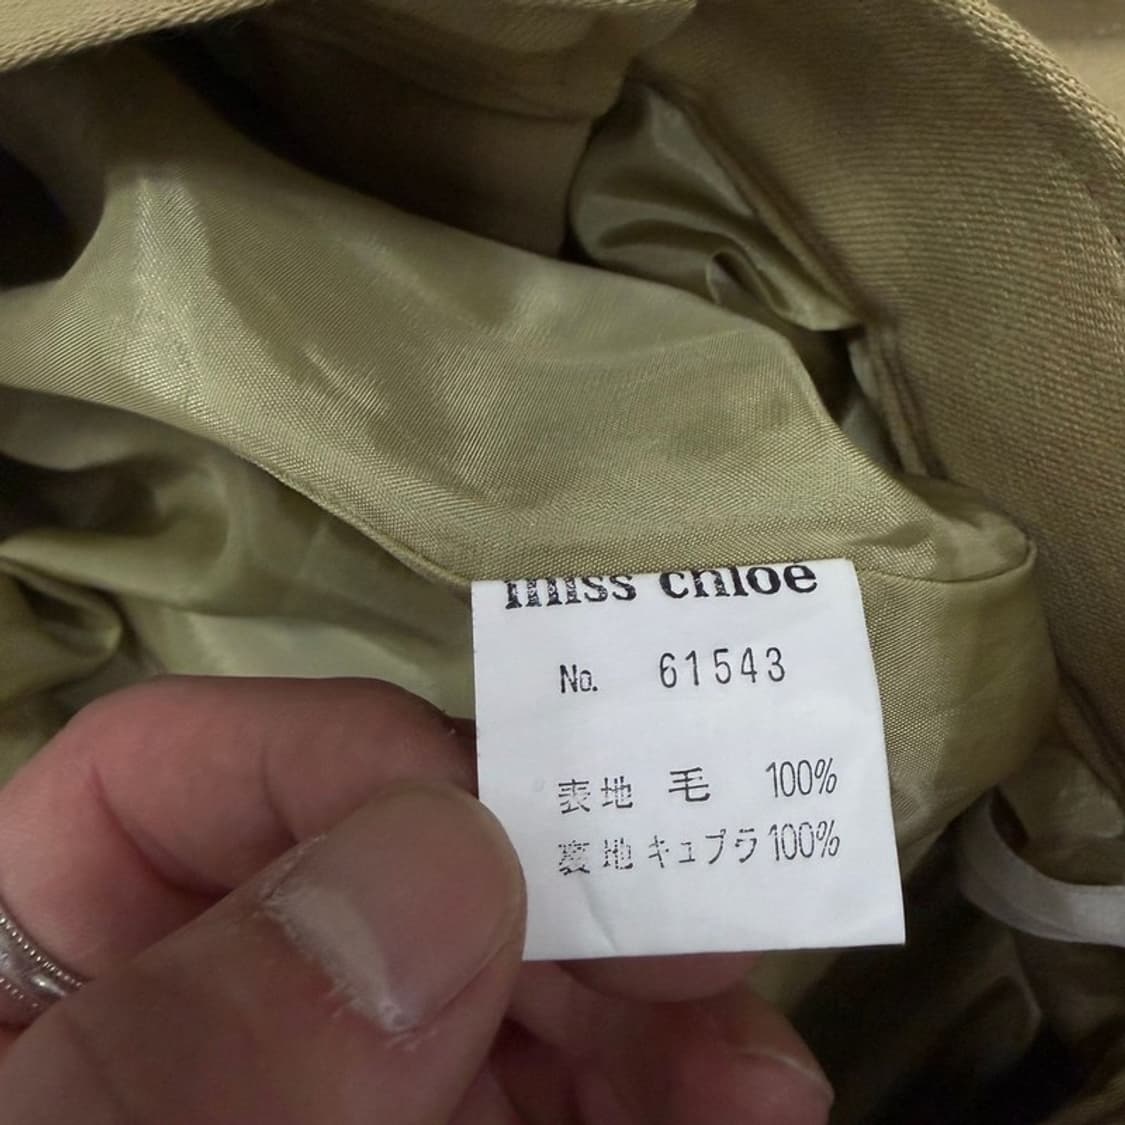 miss chloe
No. 61543
表地 毛 100%
裏地 キュプラ 100%